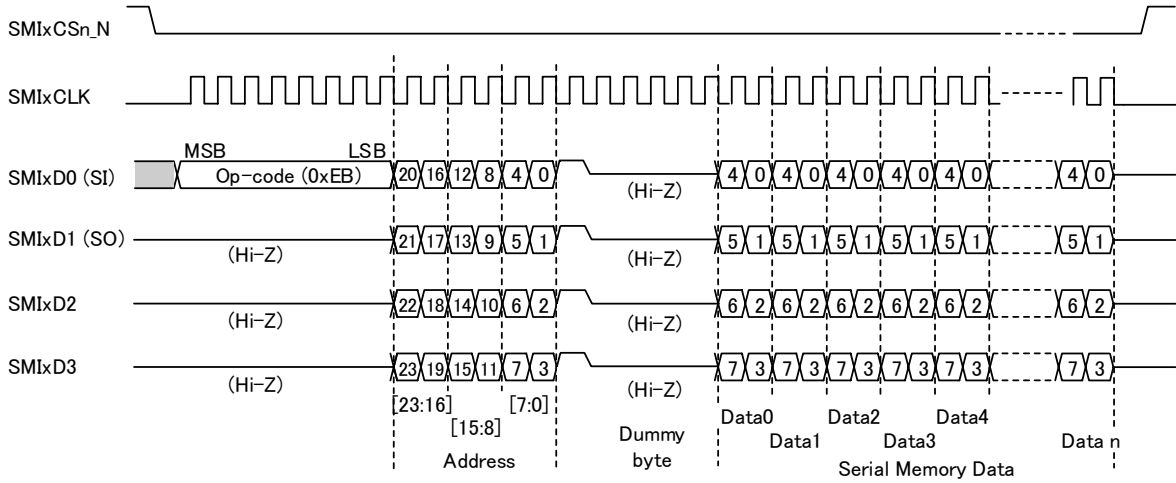 SMIxCSn_N
SMIxCLK
MSB LSB
SMIxD0 (SI) Op-code (0xEB) 20 16 12 8 4 0 (Hi-Z) 4 0 4 0 4 0 4 0 4 0 4 0
SMIxD1 (SO) (Hi-Z) 21 17 13 9 5 1 (Hi-Z) 5 1 5 1 5 1 5 1 5 1 5 1
SMIxD2 (Hi-Z) 22 18 14 10 6 2 (Hi-Z) 6 2 6 2 6 2 6 2 6 2 6 2
SMIxD3 (Hi-Z) 23 19 15 11 7 3 (Hi-Z) 7 3 7 3 7 3 7 3 7 3 7 3
[23:16] [7:0] Data0 Data2 Data4
[15:8] Dummy Data1 Data3 Data n
Address byte Serial Memory Data